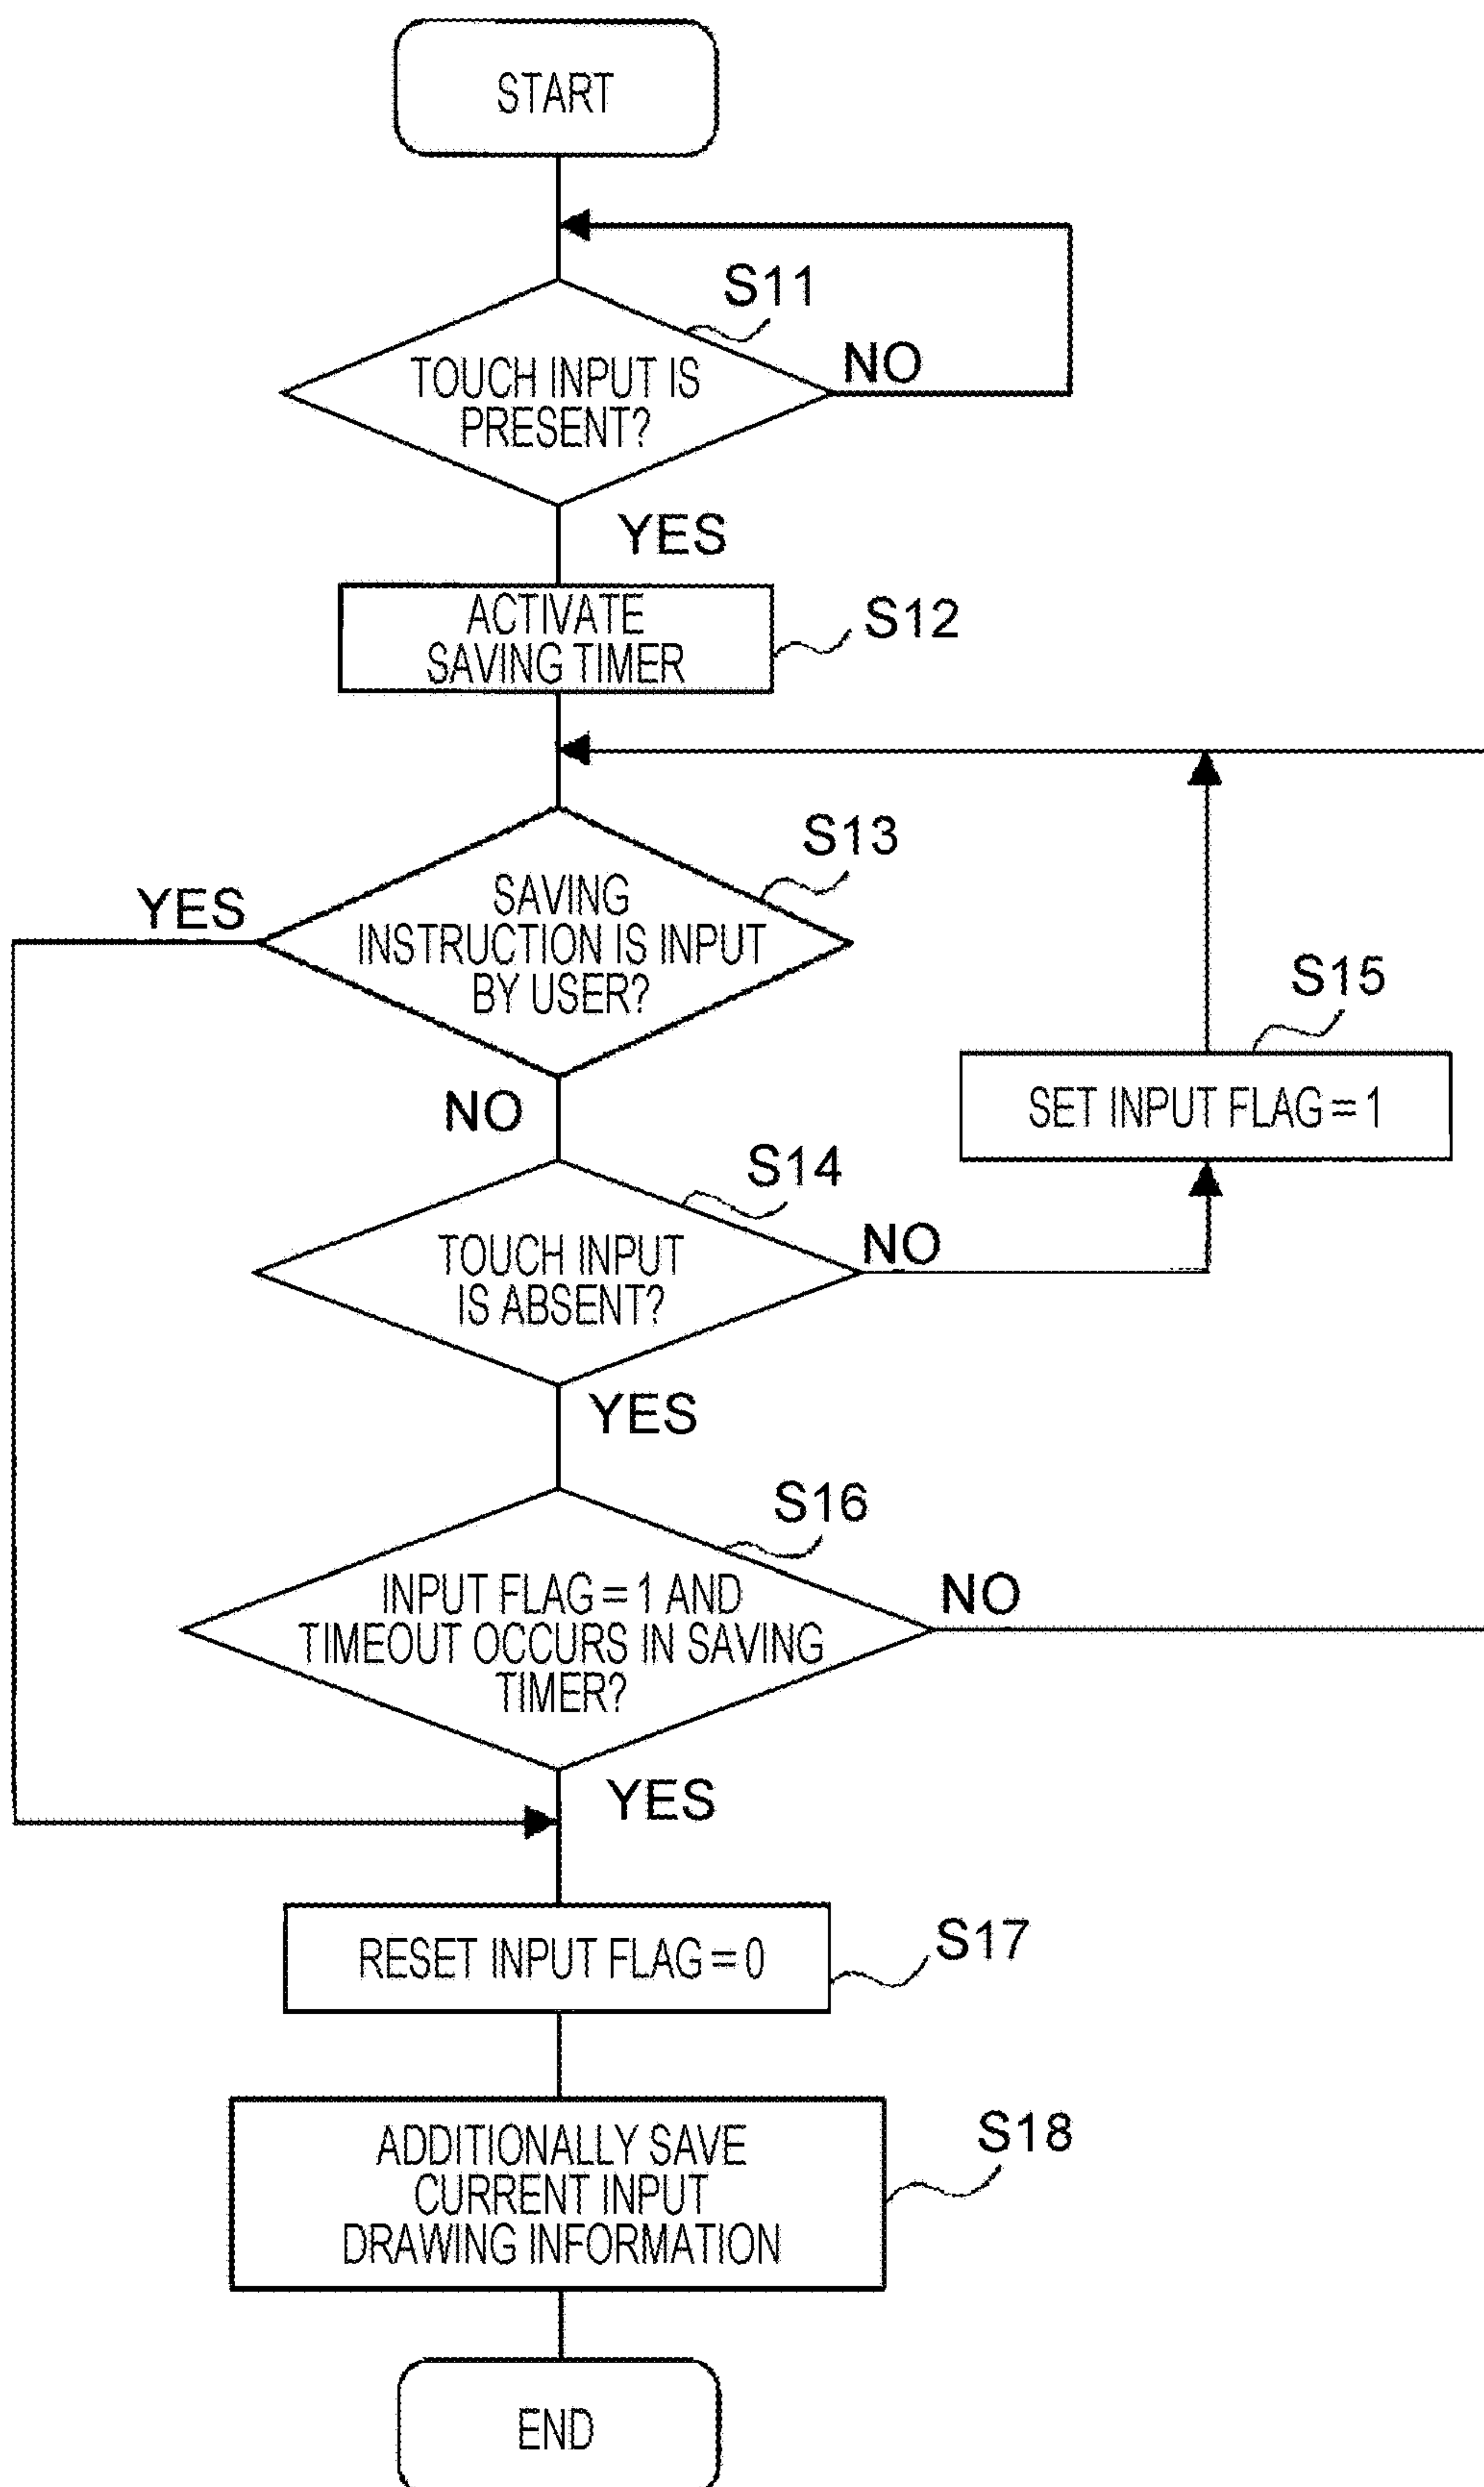 START
S11
TOUCH INPUT IS
PRESENT?
NO
YES
ACTIVATE
SAVING TIMER
S12
S13
YES
SAVING
INSTRUCTION IS INPUT
BY USER?
S15
SET INPUT FLAG = 1
NO
S14
TOUCH INPUT
IS ABSENT?
NO
YES
S16
INPUT FLAG = 1 AND
TIMEOUT OCCURS IN SAVING
TIMER?
NO
YES
RESET INPUT FLAG = 0
S17
ADDITIONALLY SAVE
CURRENT INPUT
DRAWING INFORMATION
S18
END